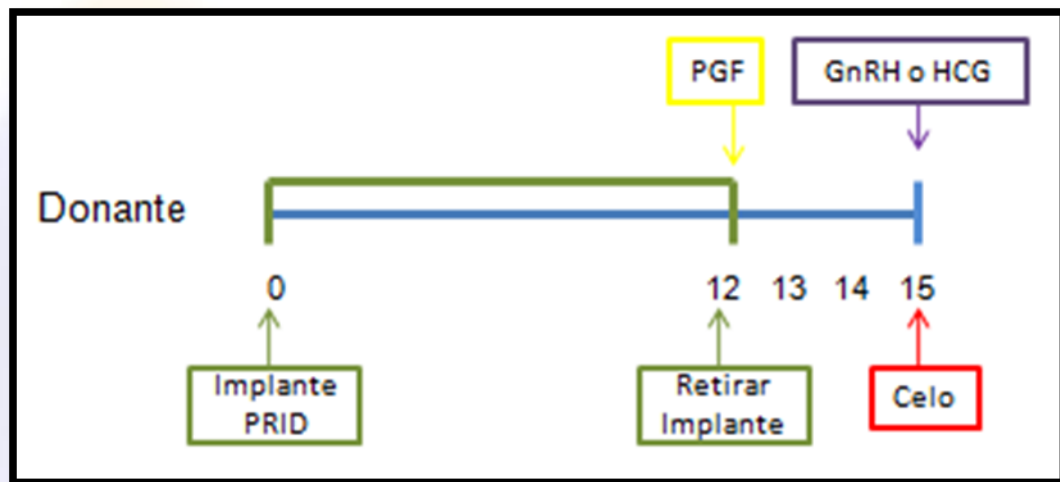 PGF
GnRH o HCG
Donante
0
12 13 14 15
Implante
PRID
Retirar
Implante
Celo